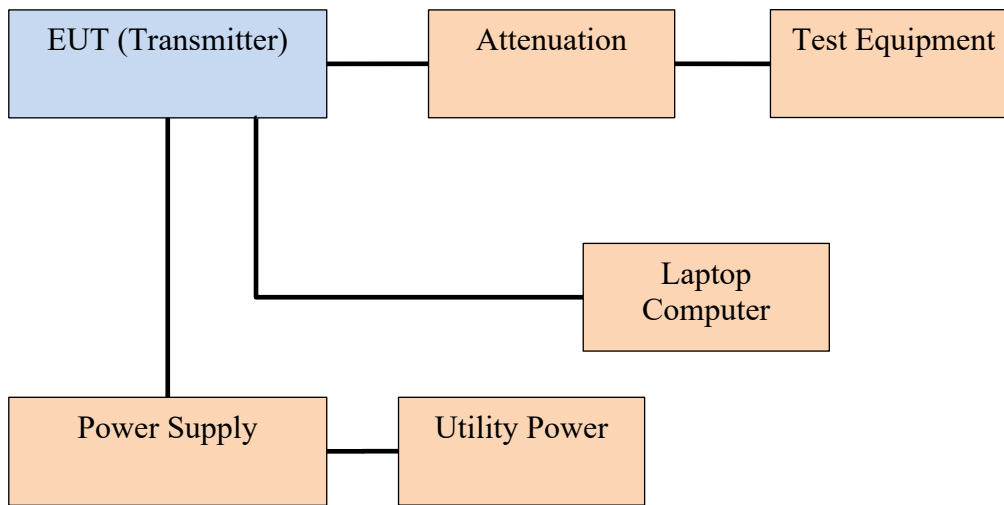 EUT (Transmitter)
Attenuation
Test Equipment
Laptop
Computer
Power Supply
Utility Power